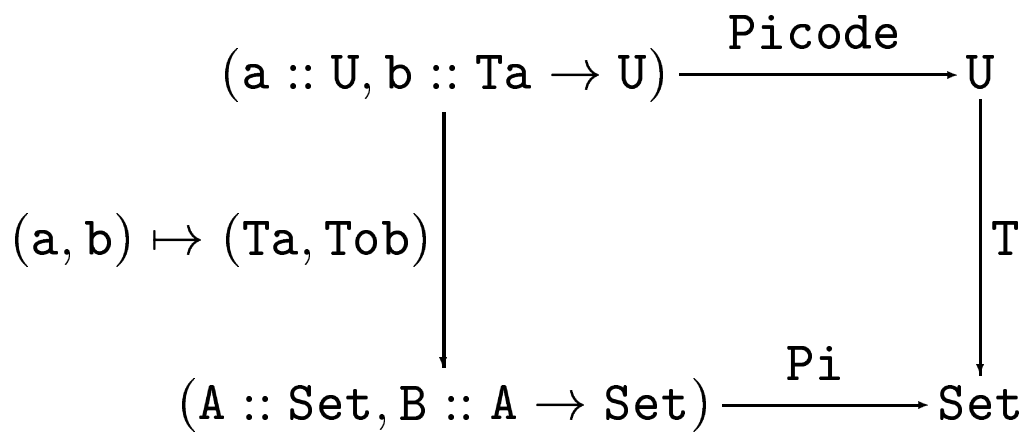 Picode
(a :: U, b :: Ta → U) U
(a, b) ↦ (Ta, Tob) T
Pi
(A :: Set, B :: A → Set) Set